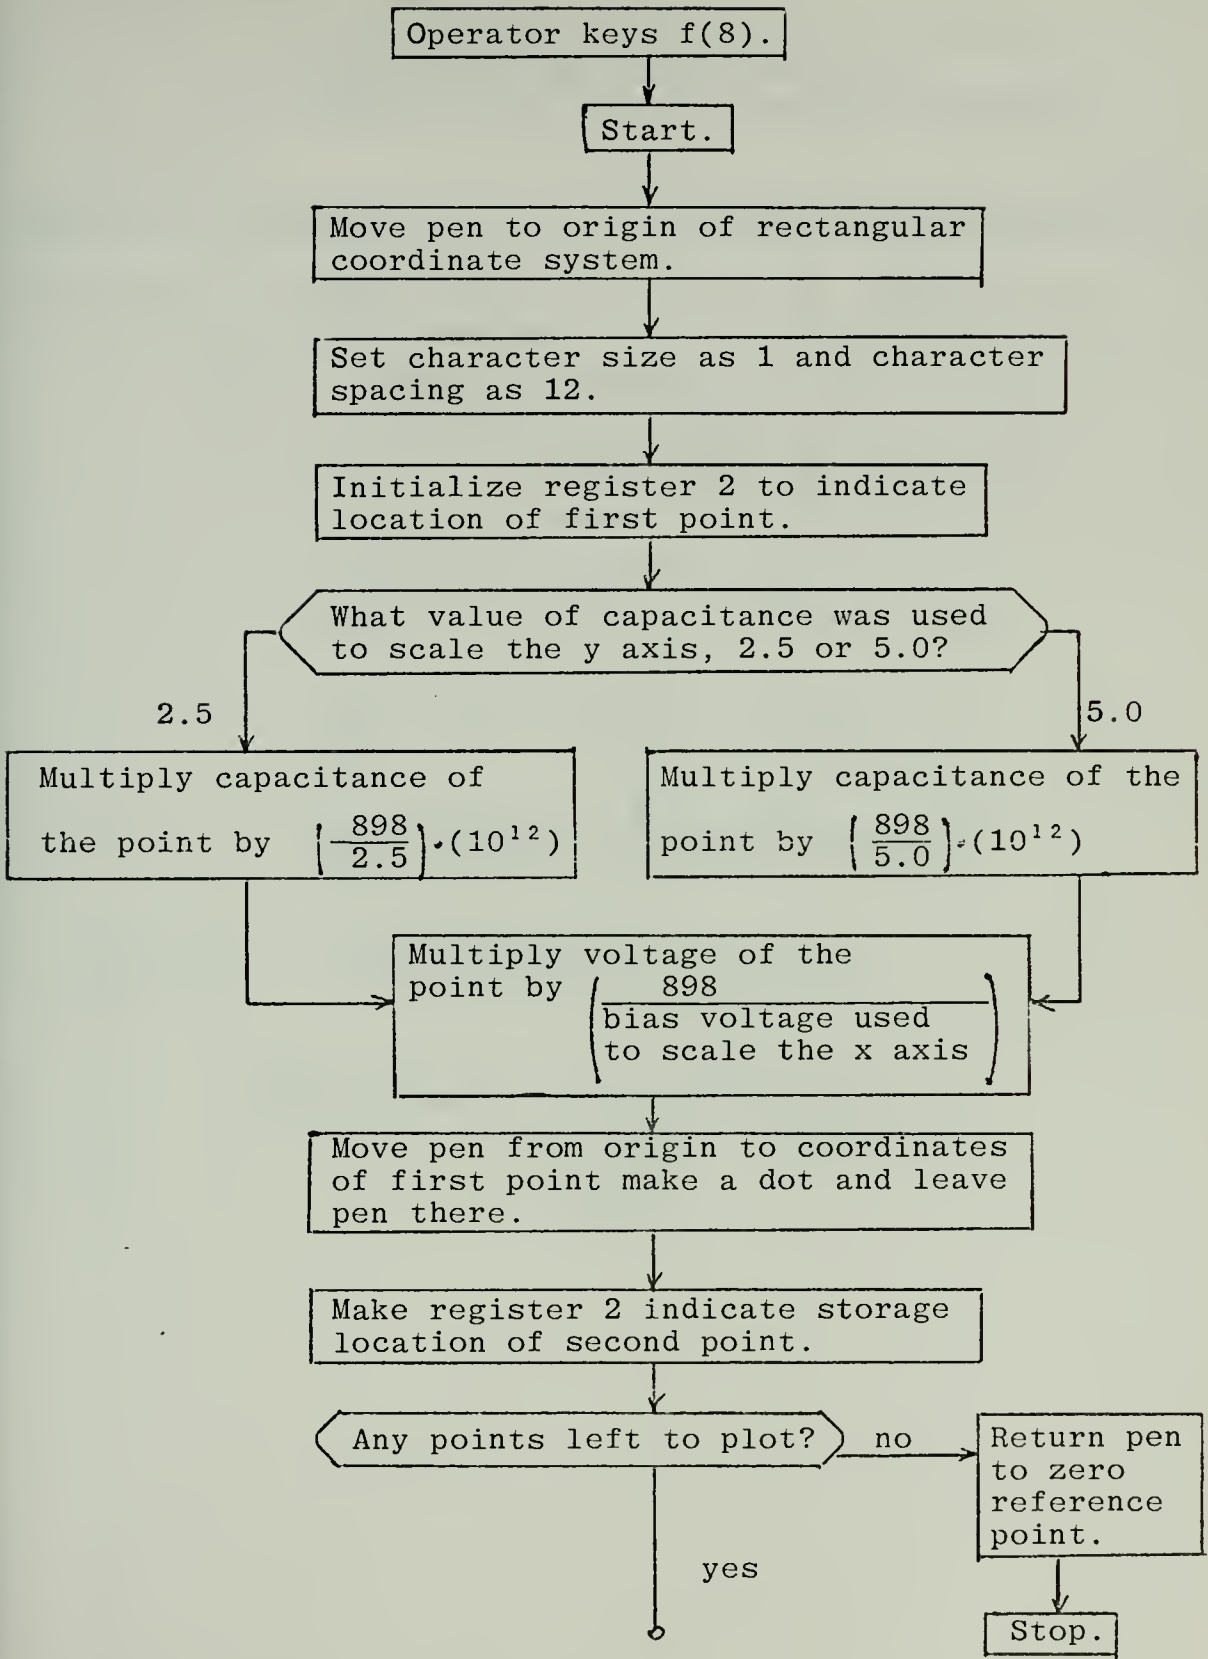 Operator keys f(8).
Start.
Move pen to origin of rectangular
coordinate system.
Set character size as 1 and character
spacing as 12.
Initialize register 2 to indicate
location of first point.
What value of capacitance was used
to scale the y axis, 2.5 or 5.0?
2.5
5.0
Multiply capacitance of
the point by (898/2.5)·(10¹²)
Multiply capacitance of the
point by (898/5.0)·(10¹²)
Multiply voltage of the
point by (898
bias voltage used
to scale the x axis)
Move pen from origin to coordinates
of first point make a dot and leave
pen there.
Make register 2 indicate storage
location of second point.
Any points left to plot?
no
Return pen
to zero
reference
point.
yes
Stop.